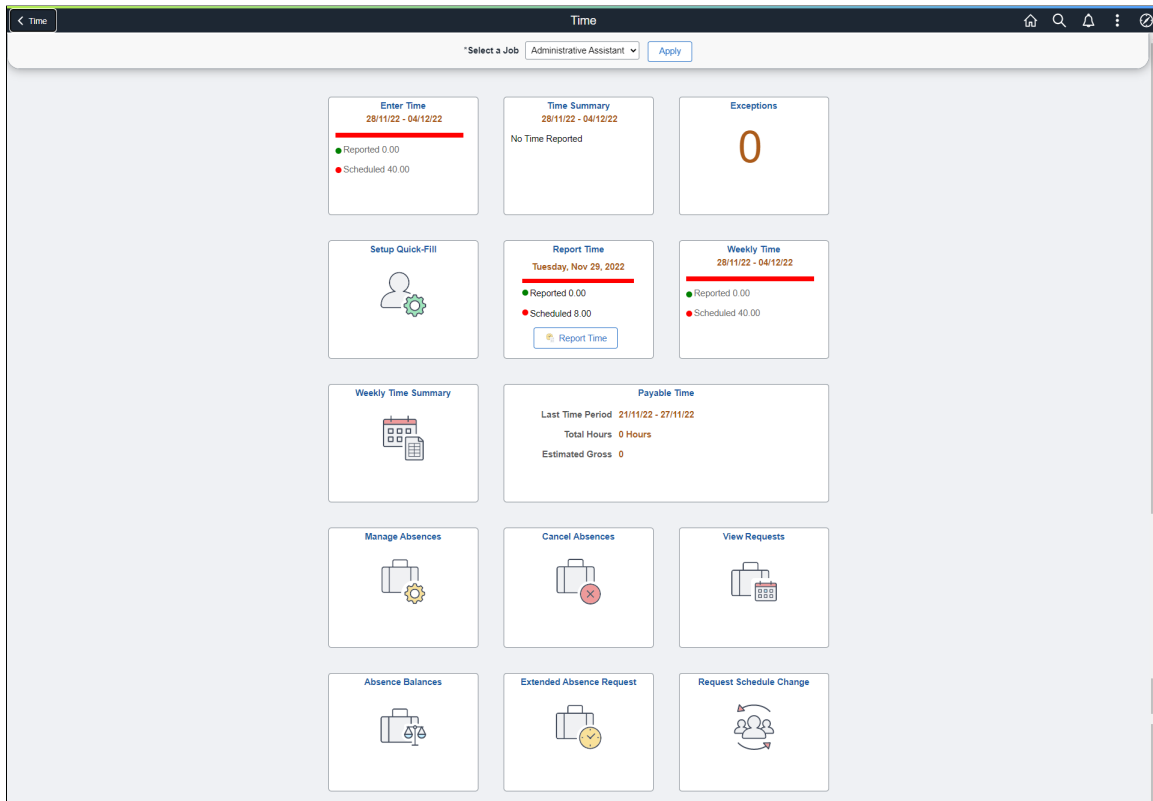 Time
Time
*Select a Job Administrative Assistant Apply
Enter Time
28/11/22 - 04/12/22
Reported 0.00
Scheduled 40.00
Time Summary
28/11/22 - 04/12/22
No Time Reported
Exceptions
0
Setup Quick-Fill
Report Time
Tuesday, Nov 29, 2022
Reported 0.00
Scheduled 8.00
Report Time
Weekly Time
28/11/22 - 04/12/22
Reported 0.00
Scheduled 40.00
Weekly Time Summary
Payable Time
Last Time Period 21/11/22 - 27/11/22
Total Hours 0 Hours
Estimated Gross 0
Manage Absences
Cancel Absences
View Requests
Absence Balances
Extended Absence Request
Request Schedule Change